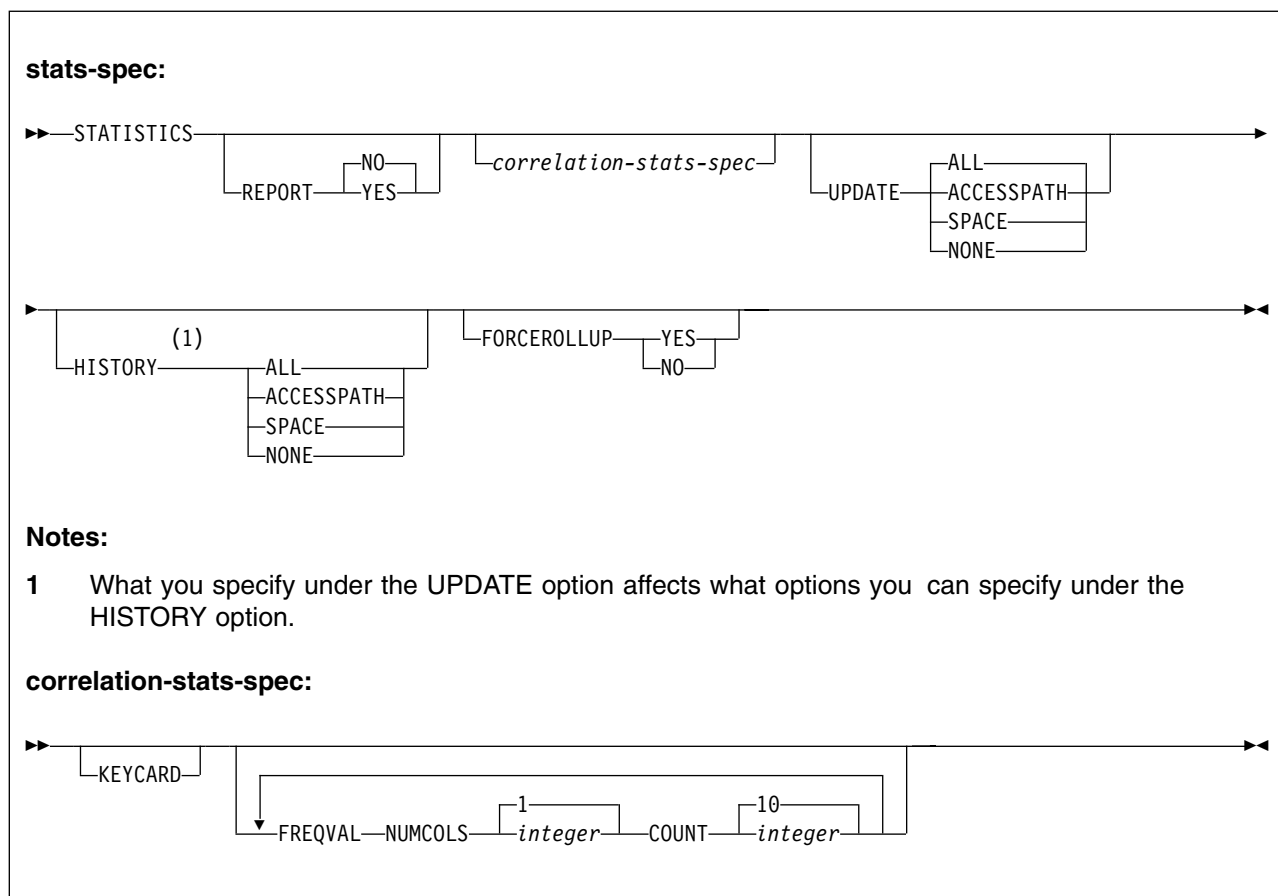 stats-spec:
STATISTICS
REPORT NO YES
correlation-stats-spec
UPDATE ALL ACCESSPATH SPACE NONE
HISTORY (1) ALL ACCESSPATH SPACE NONE
FORCEROLLUP YES NO
Notes:
1 What you specify under the UPDATE option affects what options you can specify under the
HISTORY option.
correlation-stats-spec:
KEYCARD
FREQVAL NUMCOLS 1 integer COUNT 10 integer